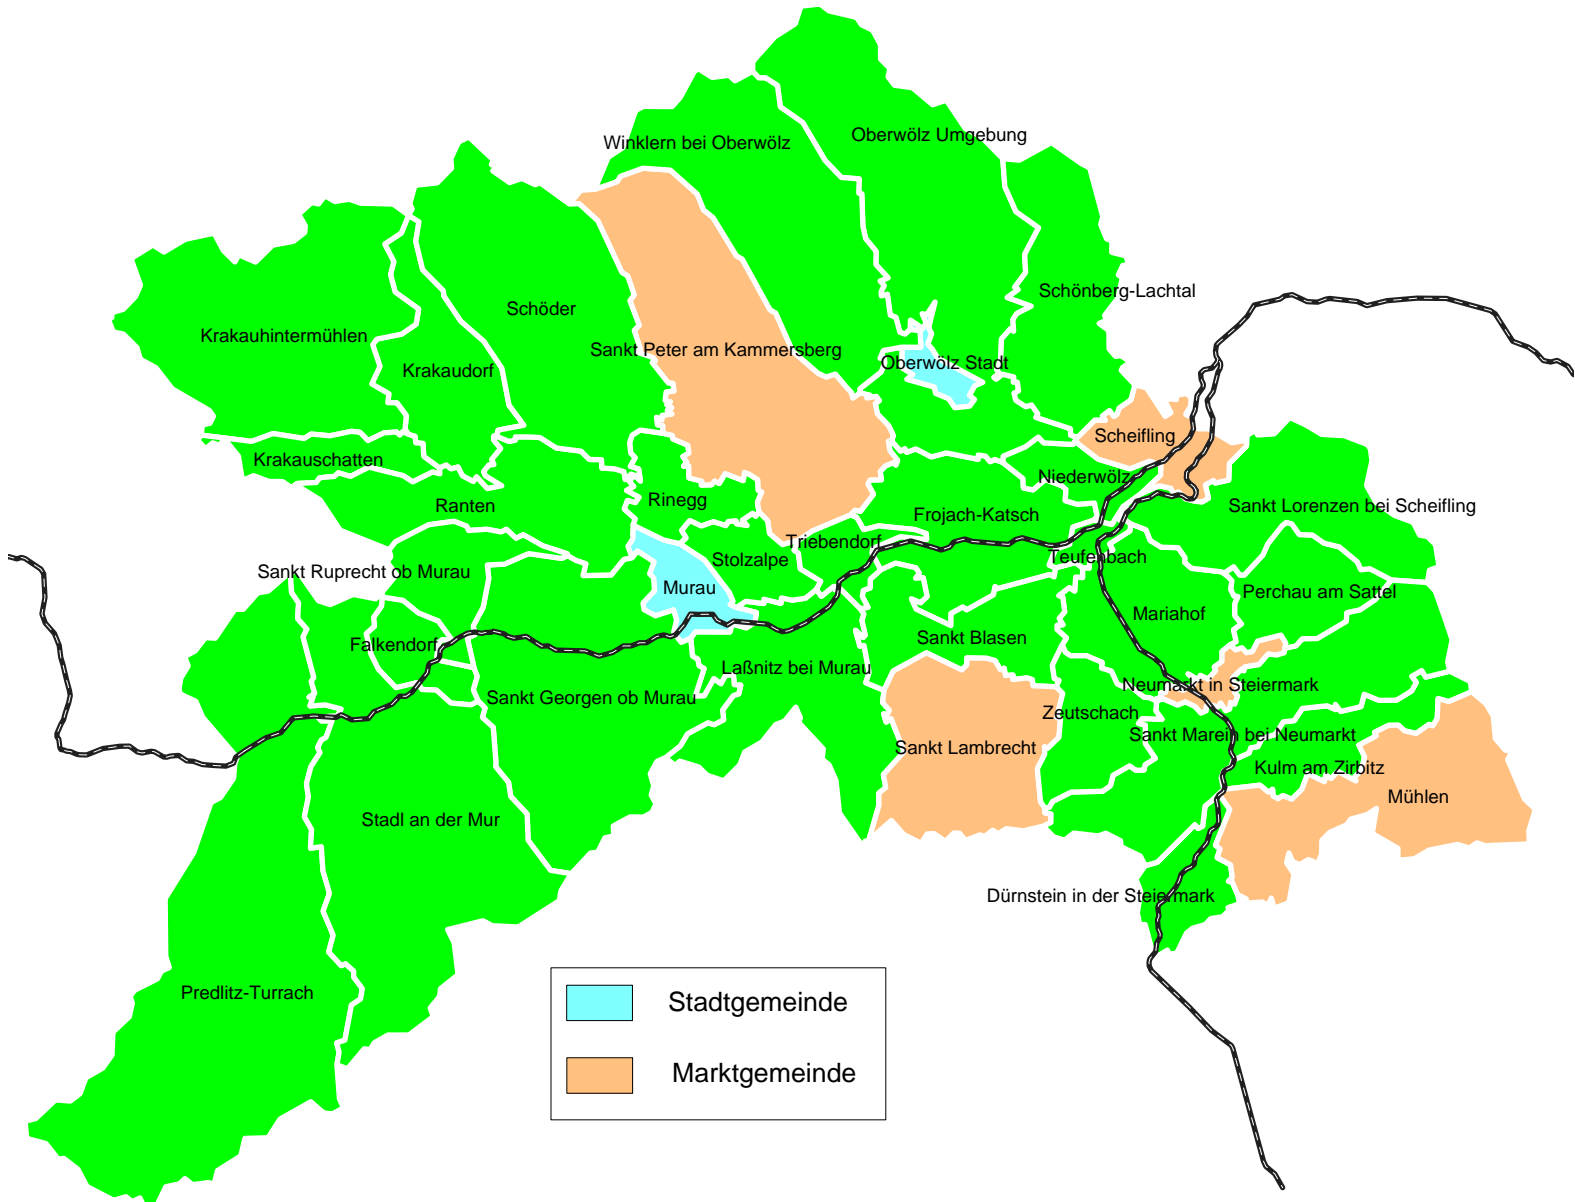 Winklern bei Oberwölz
Oberwölz Umgebung
Schönberg-Lachtal
Schöder
Krakauhintermühlen
Sankt Peter am Kammersberg
Oberwölz Stadt
Krakaudorf
Scheifling
Krakauschatten
Niederwölz
Rinegg
Ranten
Sankt Lorenzen bei Scheifling
Frojach-Katsch
Triebendorf
Stolzalpe
Teufenbach
Sankt Ruprecht ob Murau
Murau
Perchau am Sattel
Mariahof
Falkendorf
Sankt Blasen
Laßnitz bei Murau
Neumarkt in Steiermark
Sankt Georgen ob Murau
Zeutschach
Sankt Marein bei Neumarkt
Sankt Lambrecht
Kulm am Zirbitz
Mühlen
Stadl an der Mur
Dürnstein in der Steiermark
Predlitz-Turrach
Stadtgemeinde
Marktgemeinde